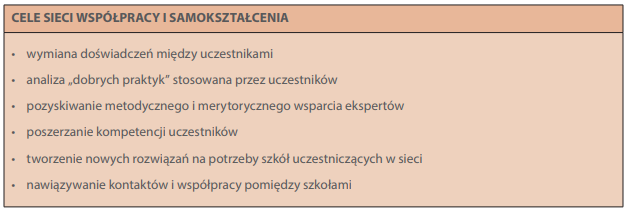 CELE SIECI WSPÓŁPRACY I SAMOKSZTAŁCENIA
• wymiana doświadczeń między uczestnikami
• analiza „dobrych praktyk” stosowana przez uczestników
• pozyskiwanie metodycznego i merytorycznego wsparcia ekspertów
• poszerzanie kompetencji uczestników
• tworzenie nowych rozwiązań na potrzeby szkół uczestniczących w sieci
• nawiązywanie kontaktów i współpracy pomiędzy szkołami